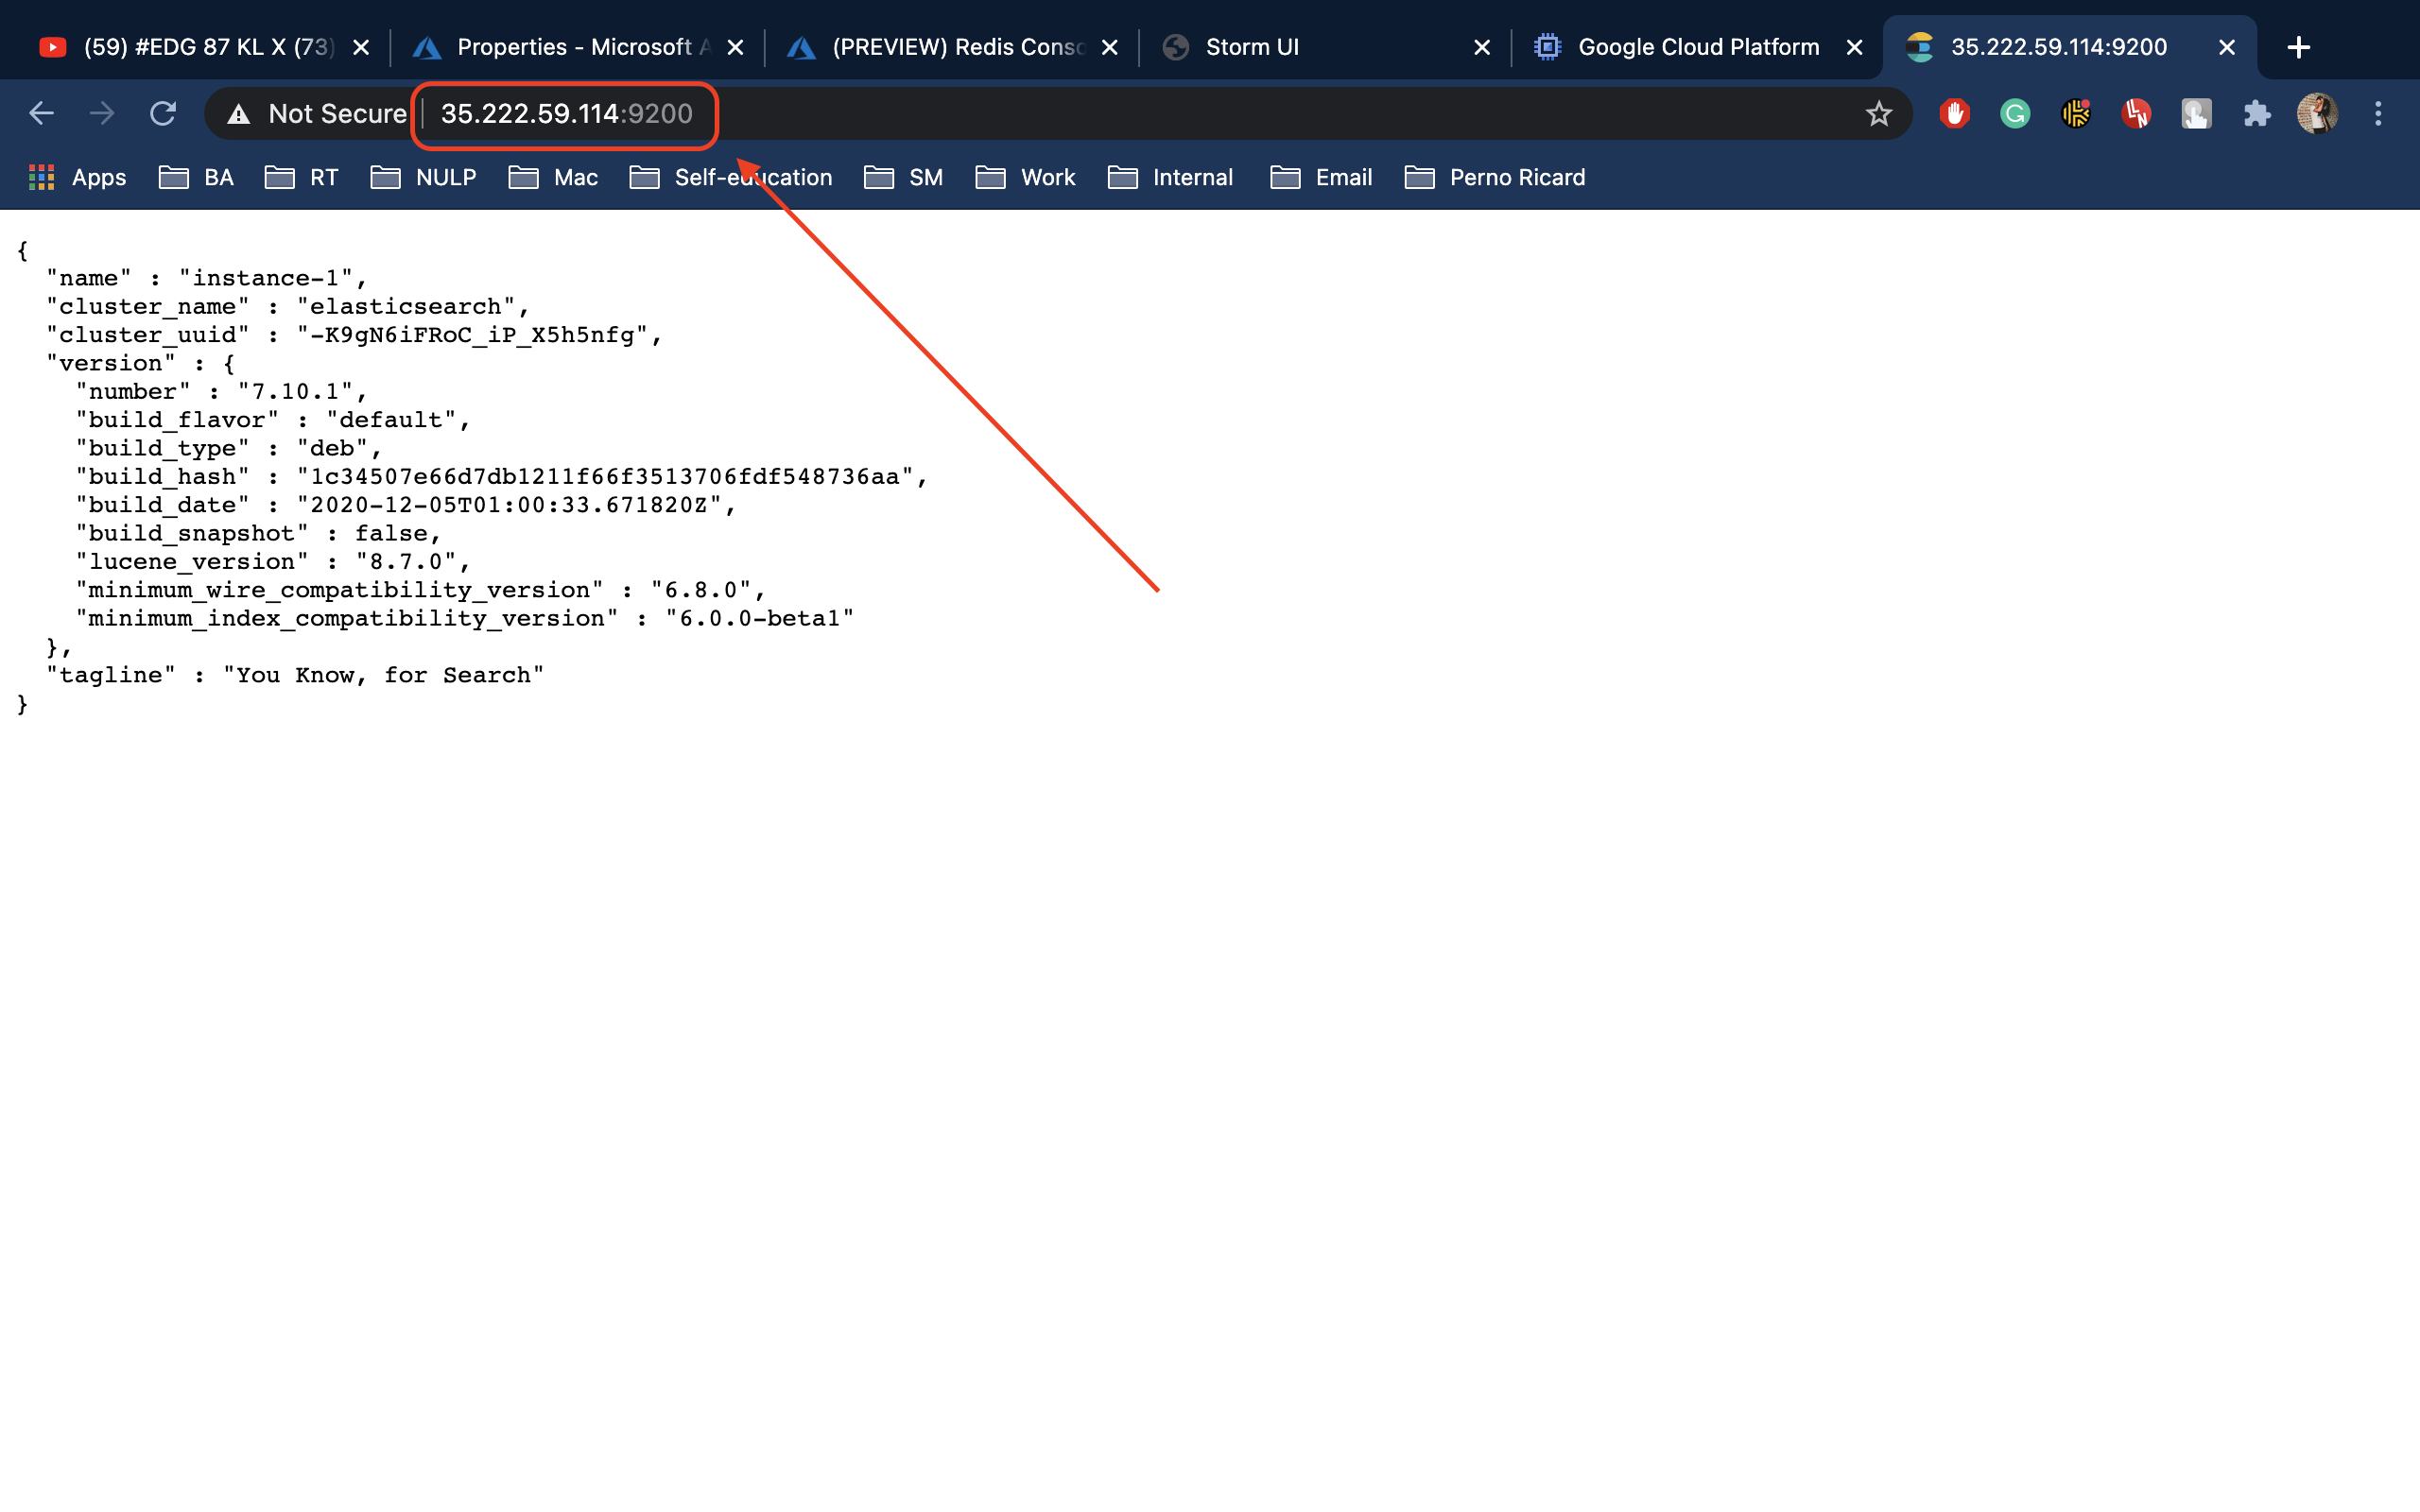 (59) #EDG 87 KL X (73) Properties - Microsoft A (PREVIEW) Redis Conso Storm UI Google Cloud Platform 35.222.59.114:9200
Not Secure 35.222.59.114:9200
Apps BA RT NULP Mac Self-education SM Work Internal Email Perno Ricard
{
  "name" : "instance-1",
  "cluster_name" : "elasticsearch",
  "cluster_uuid" : "-K9gN6iFRoC_iP_X5h5nfg",
  "version" : {
    "number" : "7.10.1",
    "build_flavor" : "default",
    "build_type" : "deb",
    "build_hash" : "1c34507e66d7db1211f66f3513706fdf548736aa",
    "build_date" : "2020-12-05T01:00:33.671820Z",
    "build_snapshot" : false,
    "lucene_version" : "8.7.0",
    "minimum_wire_compatibility_version" : "6.8.0",
    "minimum_index_compatibility_version" : "6.0.0-beta1"
  },
  "tagline" : "You Know, for Search"
}